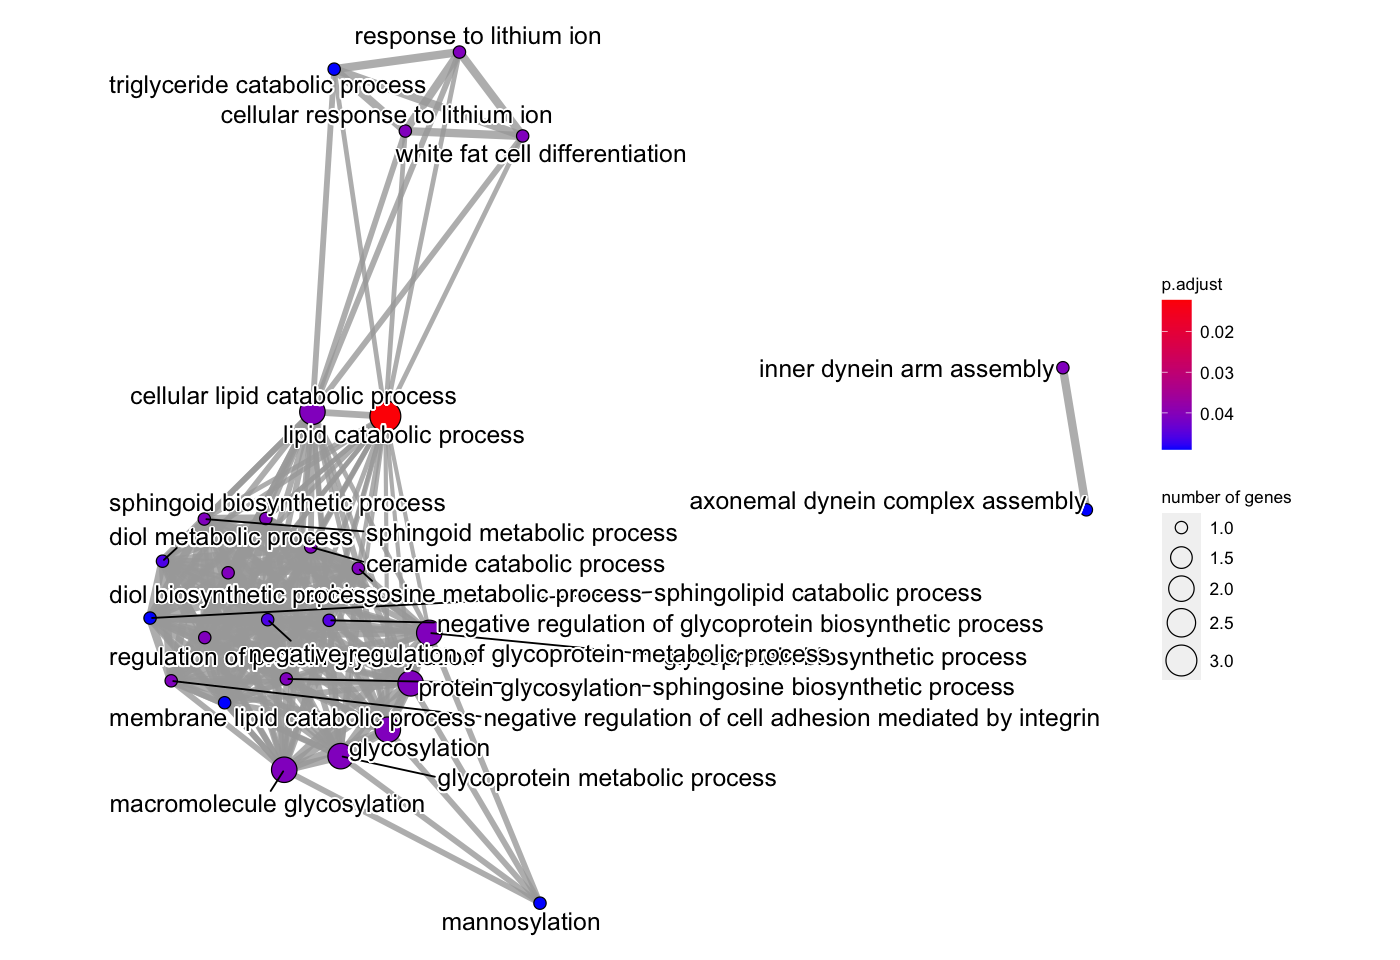 response to lithium ion
triglyceride catabolic process
cellular response to lithium ion
white fat cell differentiation
p.adjust
0.02
0.03
0.04
inner dynein arm assembly
cellular lipid catabolic process
lipid catabolic process
number of genes
1.0
1.5
2.0
2.5
3.0
sphingoid biosynthetic process
axonemal dynein complex assembly
sphingoid metabolic process
diol metabolic process
ceramide catabolic process
diol biosynthetic process
metabolic process
sphingolipid catabolic process
negative regulation of glycoprotein biosynthetic process
negative regulation of glycoprotein metabolic process
regulation of
biosynthetic process
protein glycosylation
sphingosine biosynthetic process
membrane lipid catabolic process
negative regulation of cell adhesion mediated by integrin
glycosylation
glycoprotein metabolic process
macromolecule glycosylation
mannosylation